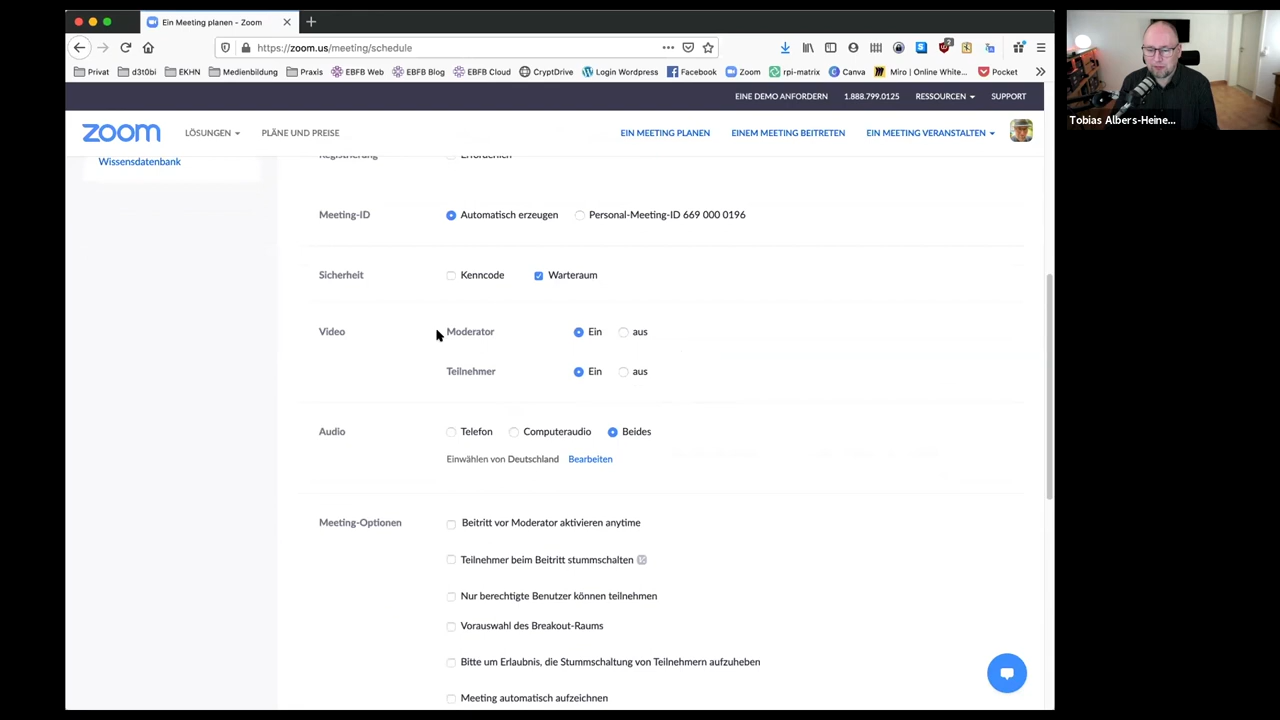 Ein Meeting planen - Zoom
https://zoom.us/meeting/schedule
2
Privat
d3t0bi
EKHN
Medienbildung
Praxis
EBFB Web
EBFB Blog
EBFB Cloud
CryptDrive
Login Wordpress
Facebook
Zoom
rpi-matrix
Canva
Miro | Online White...
Pocket
EINE DEMO ANFORDERN
1.888.799.0125
RESSOURCEN
SUPPORT
zoom
LÖSUNGEN
PLÄNE UND PREISE
EIN MEETING PLANEN
EINEM MEETING BEITRETEN
EIN MEETING VERANSTALTEN
Wissensdatenbank
Registrierung
Erforderlich
Meeting-ID
Automatisch erzeugen
Personal-Meeting-ID 669 000 0196
Sicherheit
Kenncode
Warteraum
Video
Moderator
Ein
aus
Teilnehmer
Ein
aus
Audio
Telefon
Computeraudio
Beides
Einwählen von Deutschland Bearbeiten
Meeting-Optionen
Beitritt vor Moderator aktivieren anytime
Teilnehmer beim Beitritt stummschalten
Nur berechtigte Benutzer können teilnehmen
Vorauswahl des Breakout-Raums
Bitte um Erlaubnis, die Stummschaltung von Teilnehmern aufzuheben
Meeting automatisch aufzeichnen
Tobias Albers-Heine...